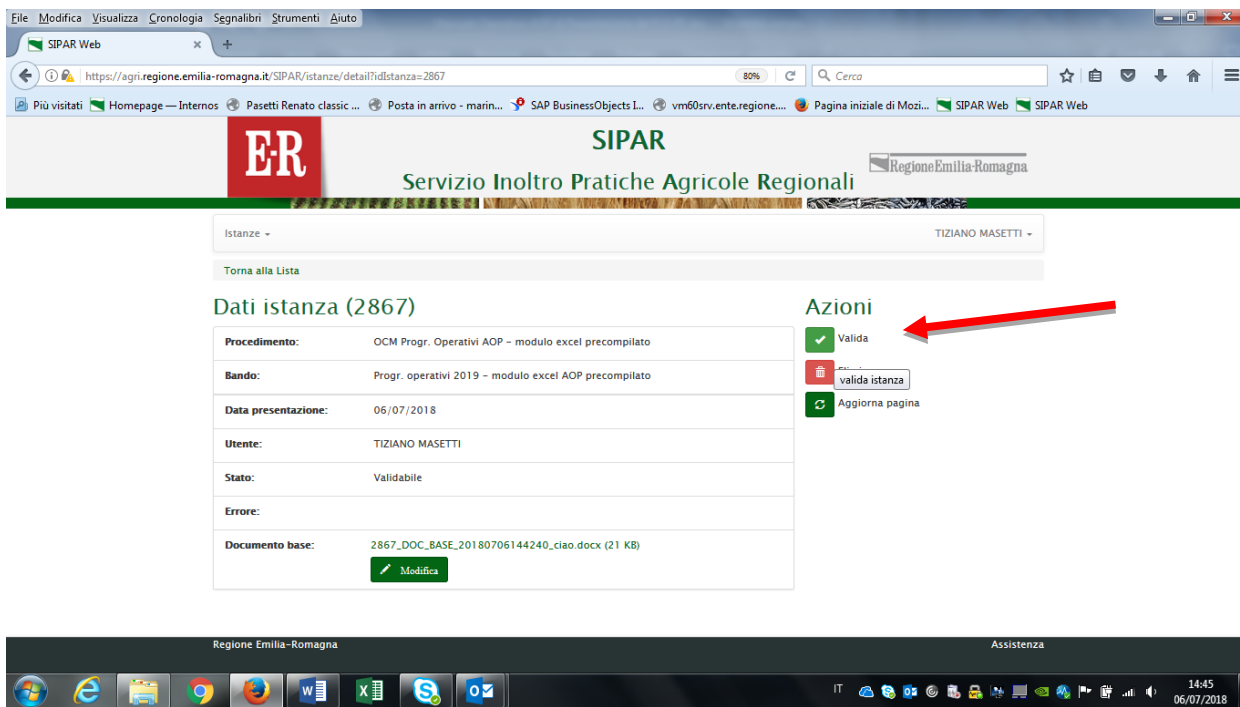 File Modifica Visualizza Cronologia Segnalibri Strumenti Aiuto
SIPAR Web
https://agri.regione.emilia-romagna.it/SIPAR/istanze/detail?idIstanza=2867
80%
Cerca
Più visitati Homepage — Internos Pasetti Renato classic ... Posta in arrivo - marin... SAP BusinessObjects I... vm60srv.ente.regione.... Pagina iniziale di Mozi... SIPAR Web SIPAR Web
E-R
SIPAR
Servizio Inoltro Pratiche Agricole Regionali
RegioneEmilia-Romagna
Istanze
TIZIANO MASETTI
Torna alla Lista
Dati istanza (2867)
Azioni
Procedimento: OCM Progr. Operativi AOP - modulo excel precompilato
Valida
Bando: Progr. operativi 2019 - modulo excel AOP precompilato
valida istanza
Data presentazione: 06/07/2018
Aggiorna pagina
Utente: TIZIANO MASETTI
Stato: Validabile
Errore:
Documento base: 2867_DOC_BASE_20180706144240_ciao.docx (21 KB)
Modifica
Regione Emilia-Romagna
Assistenza
IT
14:45
06/07/2018